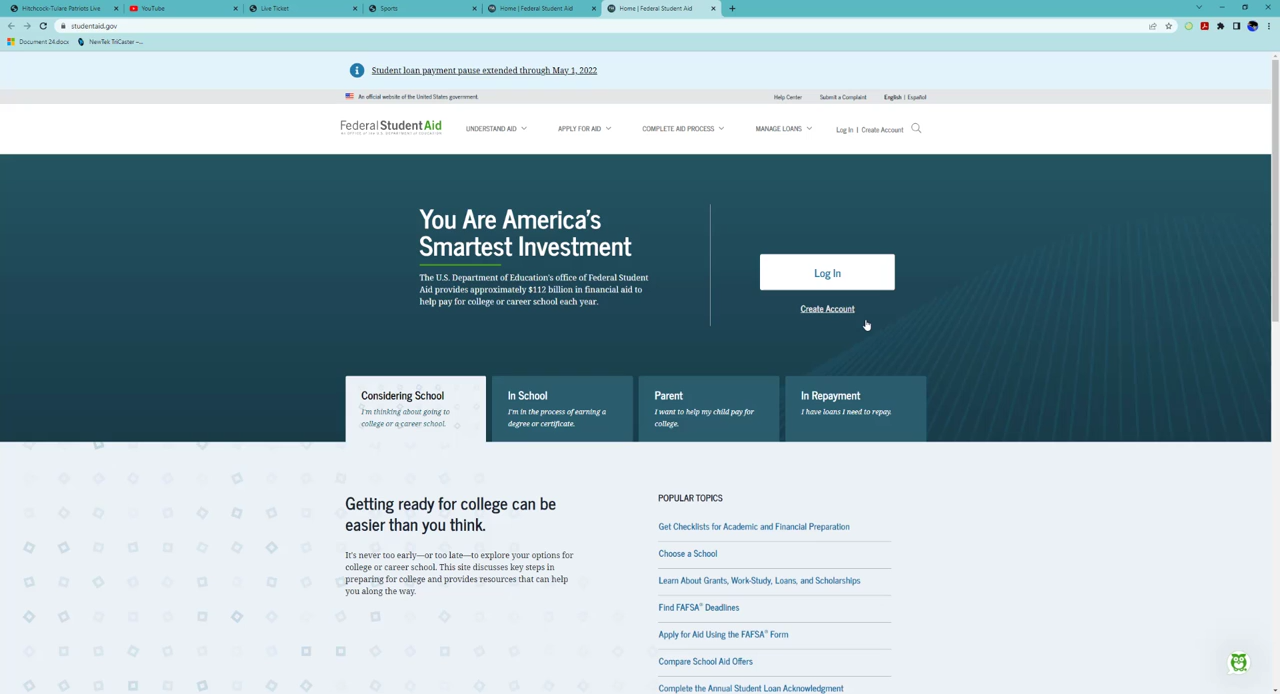 Hitchcock-Tulare Patriots Live
YouTube
Live Ticket
Sports
Home | Federal Student Aid
Home | Federal Student Aid
studentaid.gov
Document 24.docx
NewTek TriCaster –...
Student loan payment pause extended through May 1, 2022
An official website of the United States government.
Help Center
Submit a Complaint
English | Español
Federal Student Aid
UNDERSTAND AID
APPLY FOR AID
COMPLETE AID PROCESS
MANAGE LOANS
Log In | Create Account
You Are America's
Smartest Investment
The U.S. Department of Education's office of Federal Student
Aid provides approximately $112 billion in financial aid to
help pay for college or career school each year.
Log In
Create Account
Considering School
I'm thinking about going to
college or a career school.
In School
I'm in the process of earning a
degree or certificate.
Parent
I want to help my child pay for
college.
In Repayment
I have loans I need to repay.
Getting ready for college can be
easier than you think.
It's never too early—or too late—to explore your options for
college or career school. This site discusses key steps in
preparing for college and provides resources that can help
you along the way.
POPULAR TOPICS
Get Checklists for Academic and Financial Preparation
Choose a School
Learn About Grants, Work-Study, Loans, and Scholarships
Find FAFSA® Deadlines
Apply for Aid Using the FAFSA® Form
Compare School Aid Offers
Complete the Annual Student Loan Acknowledgment